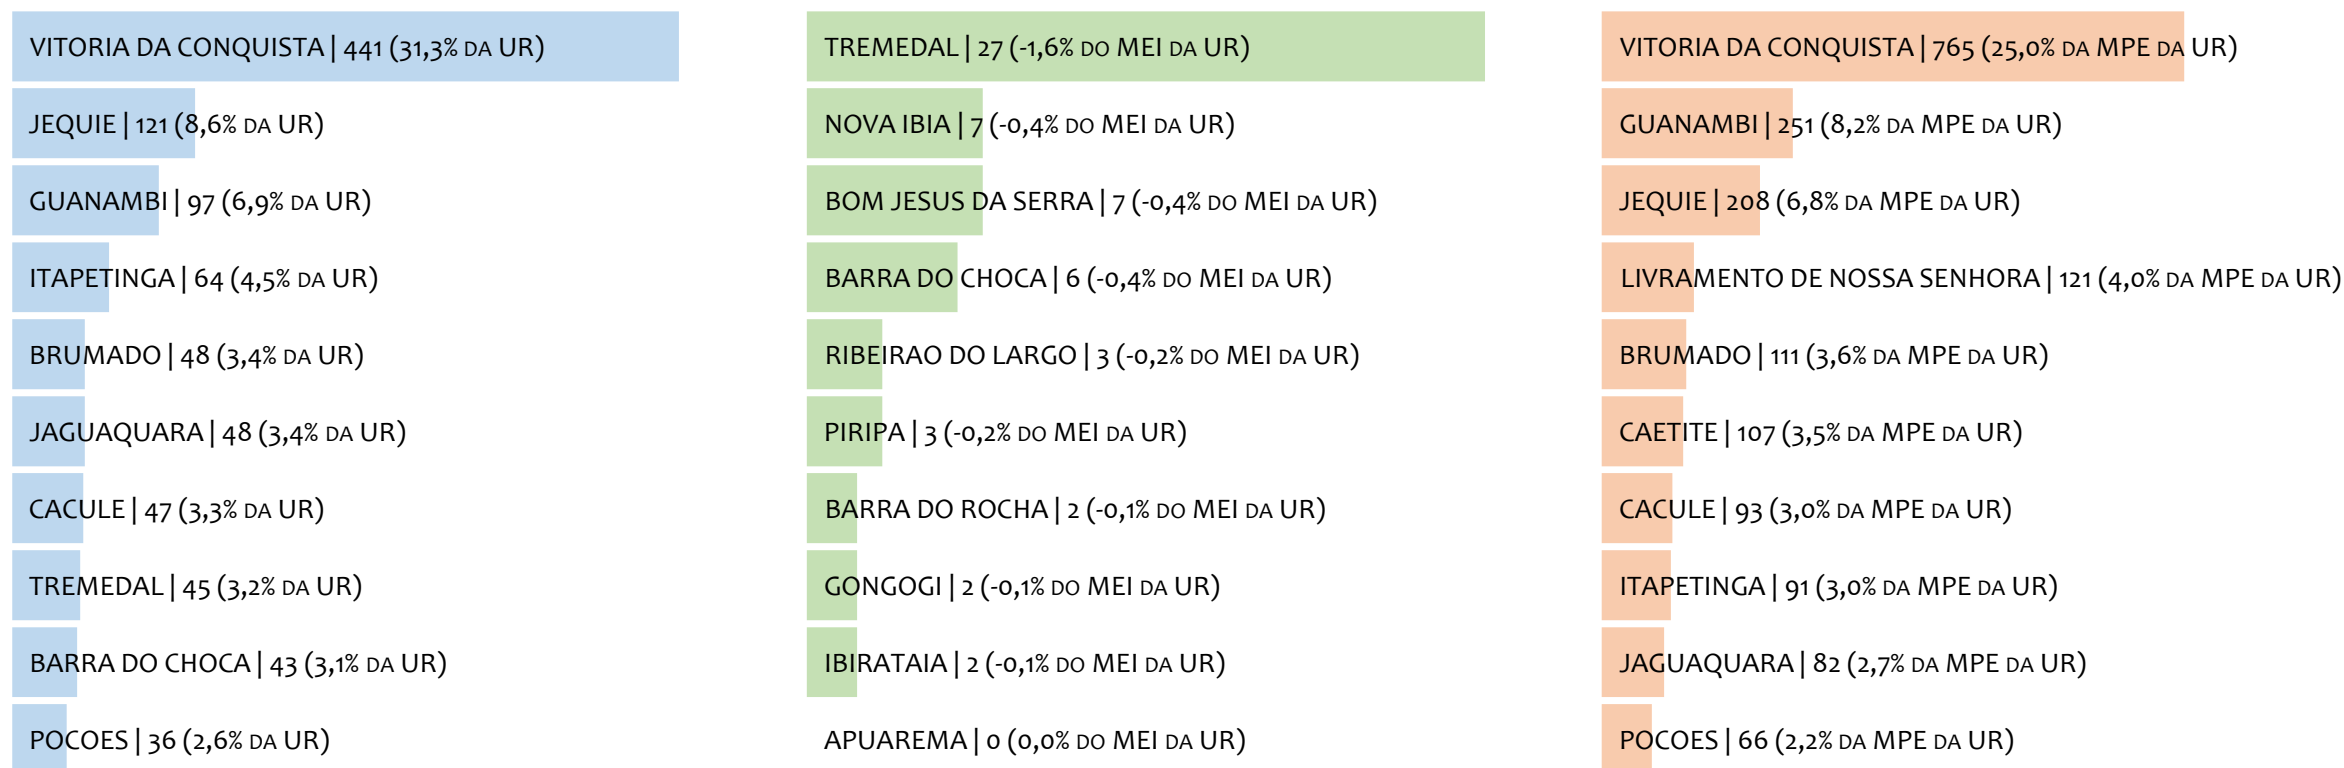 VITORIA DA CONQUISTA | 441 (31,3% DA UR)
JEQUIE | 121 (8,6% DA UR)
GUANAMBI | 97 (6,9% DA UR)
ITAPETINGA | 64 (4,5% DA UR)
BRUMADO | 48 (3,4% DA UR)
JAGUAQUARA | 48 (3,4% DA UR)
CACULE | 47 (3,3% DA UR)
TREMEDAL | 45 (3,2% DA UR)
BARRA DO CHOCA | 43 (3,1% DA UR)
POCOES | 36 (2,6% DA UR)
TREMEDAL | 27 (-1,6% DO MEI DA UR)
NOVA IBIA | 7 (-0,4% DO MEI DA UR)
BOM JESUS DA SERRA | 7 (-0,4% DO MEI DA UR)
BARRA DO CHOCA | 6 (-0,4% DO MEI DA UR)
RIBEIRAO DO LARGO | 3 (-0,2% DO MEI DA UR)
PIRIPA | 3 (-0,2% DO MEI DA UR)
BARRA DO ROCHA | 2 (-0,1% DO MEI DA UR)
GONGOGI | 2 (-0,1% DO MEI DA UR)
IBIRATAIA | 2 (-0,1% DO MEI DA UR)
APUAREMA | 0 (0,0% DO MEI DA UR)
VITORIA DA CONQUISTA | 765 (25,0% DA MPE DA UR)
GUANAMBI | 251 (8,2% DA MPE DA UR)
JEQUIE | 208 (6,8% DA MPE DA UR)
LIVRAMENTO DE NOSSA SENHORA | 121 (4,0% DA MPE DA UR)
BRUMADO | 111 (3,6% DA MPE DA UR)
CAETITE | 107 (3,5% DA MPE DA UR)
CACULE | 93 (3,0% DA MPE DA UR)
ITAPETINGA | 91 (3,0% DA MPE DA UR)
JAGUAQUARA | 82 (2,7% DA MPE DA UR)
POCOES | 66 (2,2% DA MPE DA UR)